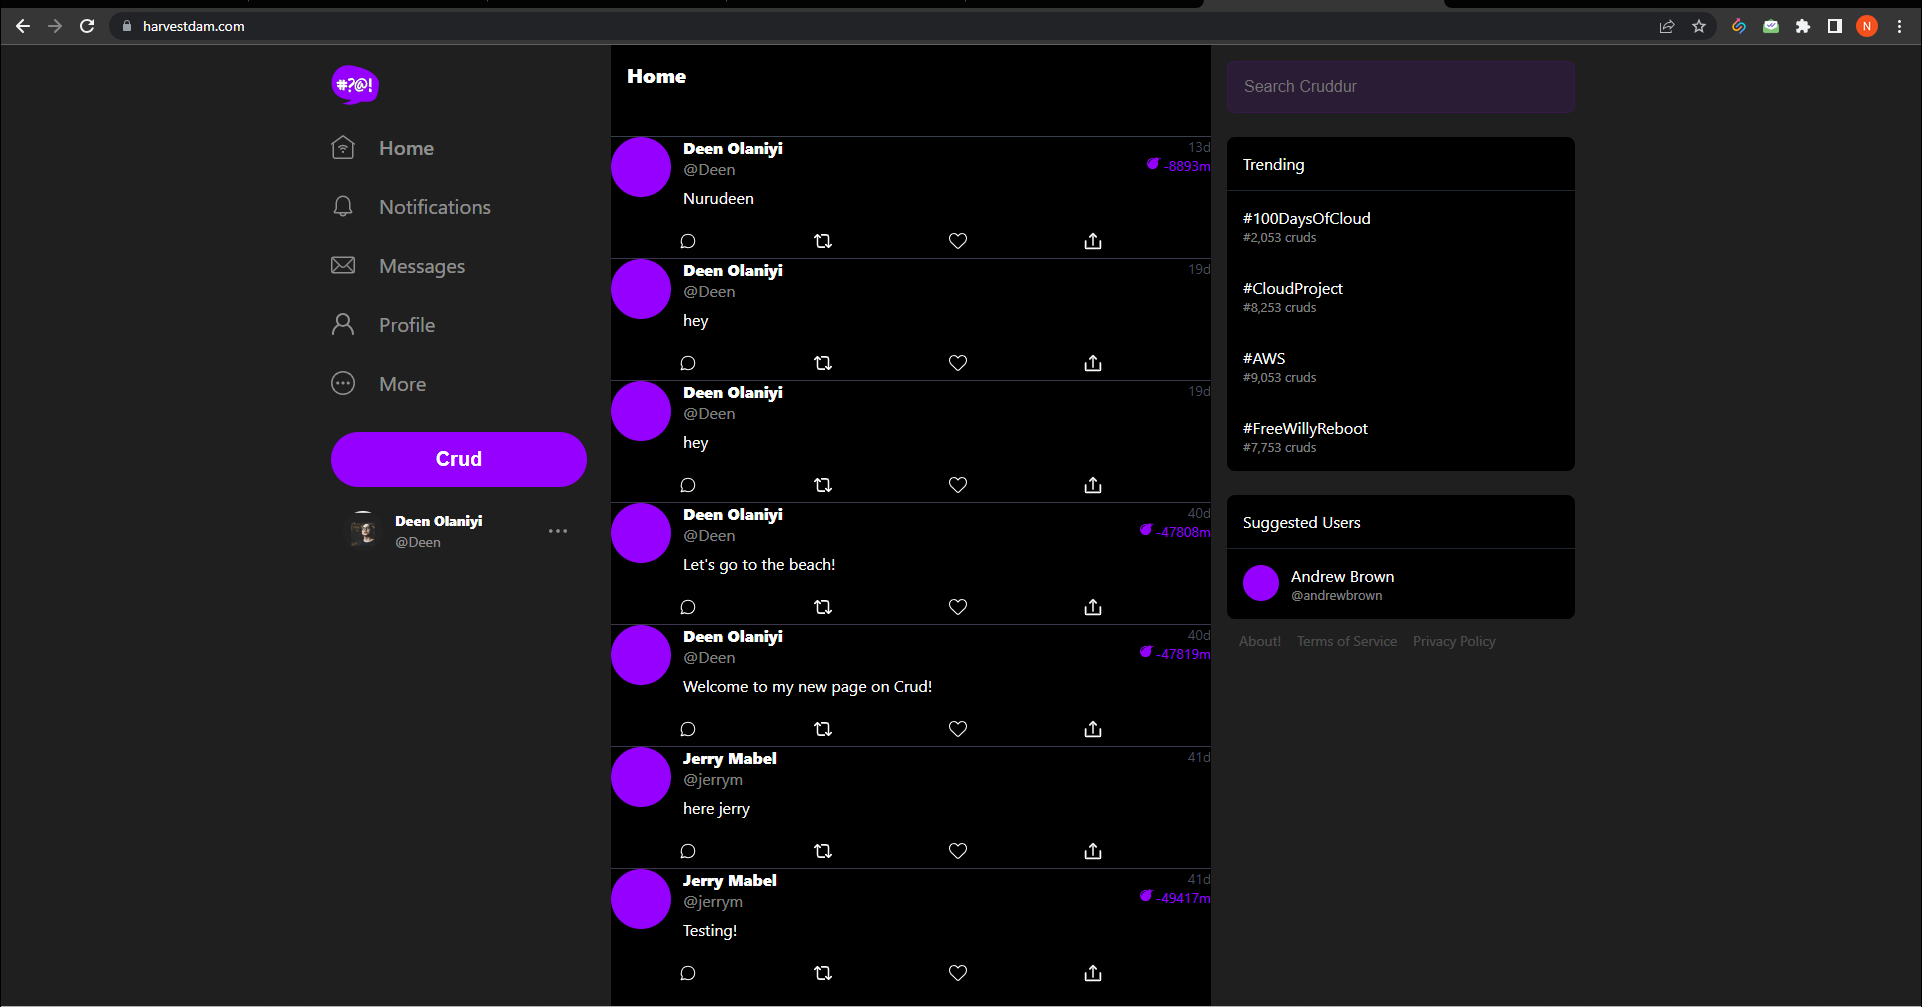 harvestdam.com
N
#?@!
Home
Notifications
Messages
Profile
More
Crud
Deen Olaniyi
@Deen
Home
Deen Olaniyi
13d
@Deen
-8893m
Nurudeen
Deen Olaniyi
19d
@Deen
hey
Deen Olaniyi
19d
@Deen
hey
Deen Olaniyi
40d
@Deen
-47808m
Let's go to the beach!
Deen Olaniyi
40d
@Deen
-47819m
Welcome to my new page on Crud!
Jerry Mabel
41d
@jerrym
here jerry
Jerry Mabel
41d
@jerrym
-49417m
Testing!
Search Cruddur
Trending
#100DaysOfCloud
#2,053 cruds
#CloudProject
#8,253 cruds
#AWS
#9,053 cruds
#FreeWillyReboot
#7,753 cruds
Suggested Users
Andrew Brown
@andrewbrown
About! Terms of Service Privacy Policy